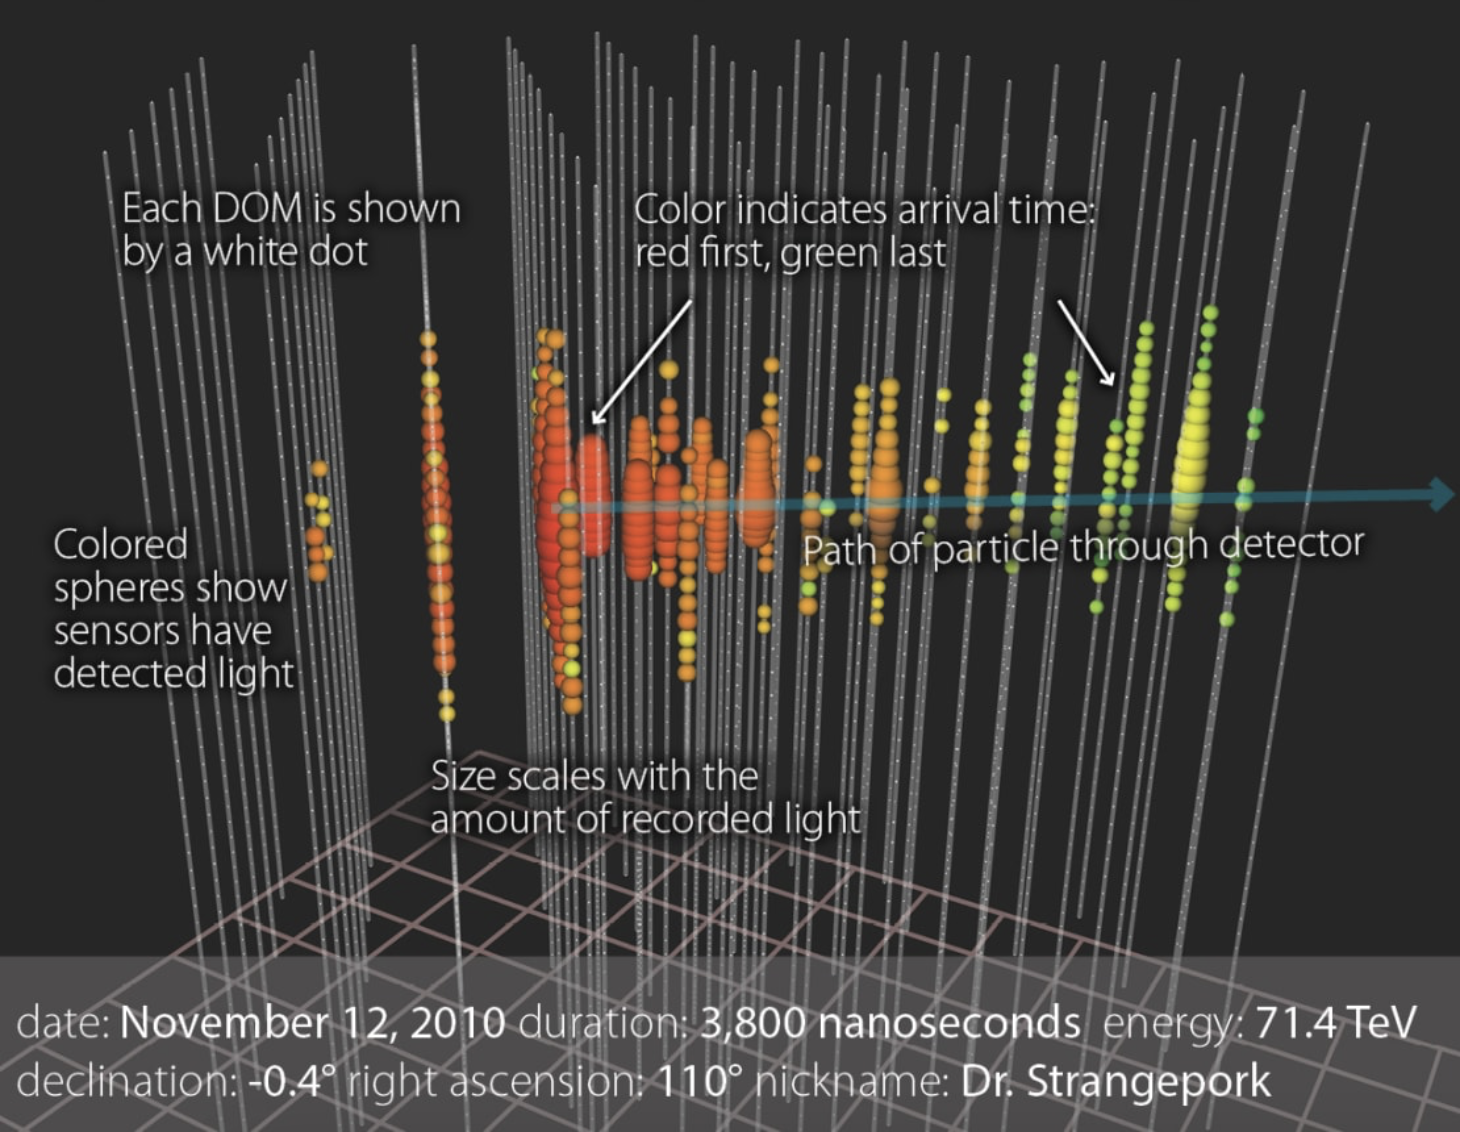 Each DOM is shown
by a white dot
Color indicates arrival time:
red first, green last
Colored
spheres show
sensors have
detected light
Path of particle through detector
Size scales with the
amount of recorded light
date: November 12, 2010 duration: 3,800 nanoseconds energy: 71.4 TeV
declination: -0.4° right ascension: 110° nickname: Dr. Strangepork